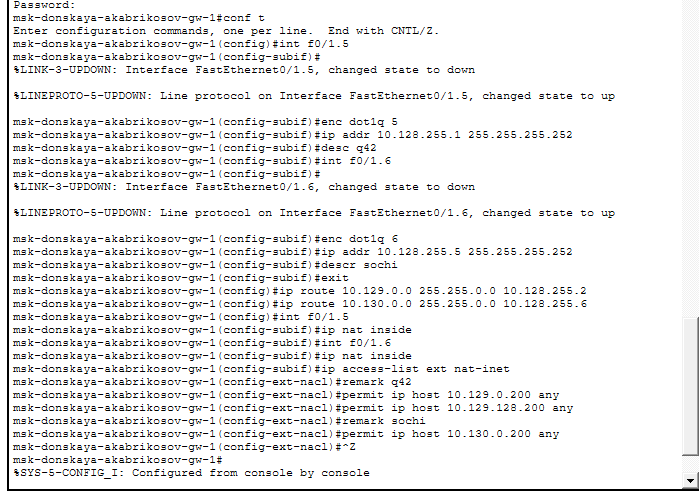 Password:
msk-donskaya-akabrikosov-gw-1#conf t
Enter configuration commands, one per line.  End with CNTL/Z.
msk-donskaya-akabrikosov-gw-1(config)#int f0/1.5
msk-donskaya-akabrikosov-gw-1(config-subif)#
%LINK-3-UPDOWN: Interface FastEthernet0/1.5, changed state to down
%LINEPROTO-5-UPDOWN: Line protocol on Interface FastEthernet0/1.5, changed state to up
msk-donskaya-akabrikosov-gw-1(config-subif)#enc dot1q 5
msk-donskaya-akabrikosov-gw-1(config-subif)#ip addr 10.128.255.1 255.255.255.252
msk-donskaya-akabrikosov-gw-1(config-subif)#desc q42
msk-donskaya-akabrikosov-gw-1(config-subif)#int f0/1.6
msk-donskaya-akabrikosov-gw-1(config-subif)#
%LINK-3-UPDOWN: Interface FastEthernet0/1.6, changed state to down
%LINEPROTO-5-UPDOWN: Line protocol on Interface FastEthernet0/1.6, changed state to up
msk-donskaya-akabrikosov-gw-1(config-subif)#enc dot1q 6
msk-donskaya-akabrikosov-gw-1(config-subif)#ip addr 10.128.255.5 255.255.255.252
msk-donskaya-akabrikosov-gw-1(config-subif)#descr sochi
msk-donskaya-akabrikosov-gw-1(config-subif)#exit
msk-donskaya-akabrikosov-gw-1(config)#ip route 10.129.0.0 255.255.0.0 10.128.255.2
msk-donskaya-akabrikosov-gw-1(config)#ip route 10.130.0.0 255.255.0.0 10.128.255.6
msk-donskaya-akabrikosov-gw-1(config)#int f0/1.5
msk-donskaya-akabrikosov-gw-1(config-subif)#ip nat inside
msk-donskaya-akabrikosov-gw-1(config-subif)#int f0/1.6
msk-donskaya-akabrikosov-gw-1(config-subif)#ip nat inside
msk-donskaya-akabrikosov-gw-1(config-subif)#ip access-list ext nat-inet
msk-donskaya-akabrikosov-gw-1(config-ext-nacl)#remark q42
msk-donskaya-akabrikosov-gw-1(config-ext-nacl)#permit ip host 10.129.0.200 any
msk-donskaya-akabrikosov-gw-1(config-ext-nacl)#permit ip host 10.129.128.200 any
msk-donskaya-akabrikosov-gw-1(config-ext-nacl)#remark sochi
msk-donskaya-akabrikosov-gw-1(config-ext-nacl)#permit ip host 10.130.0.200 any
msk-donskaya-akabrikosov-gw-1(config-ext-nacl)#^Z
msk-donskaya-akabrikosov-gw-1#
%SYS-5-CONFIG_I: Configured from console by console